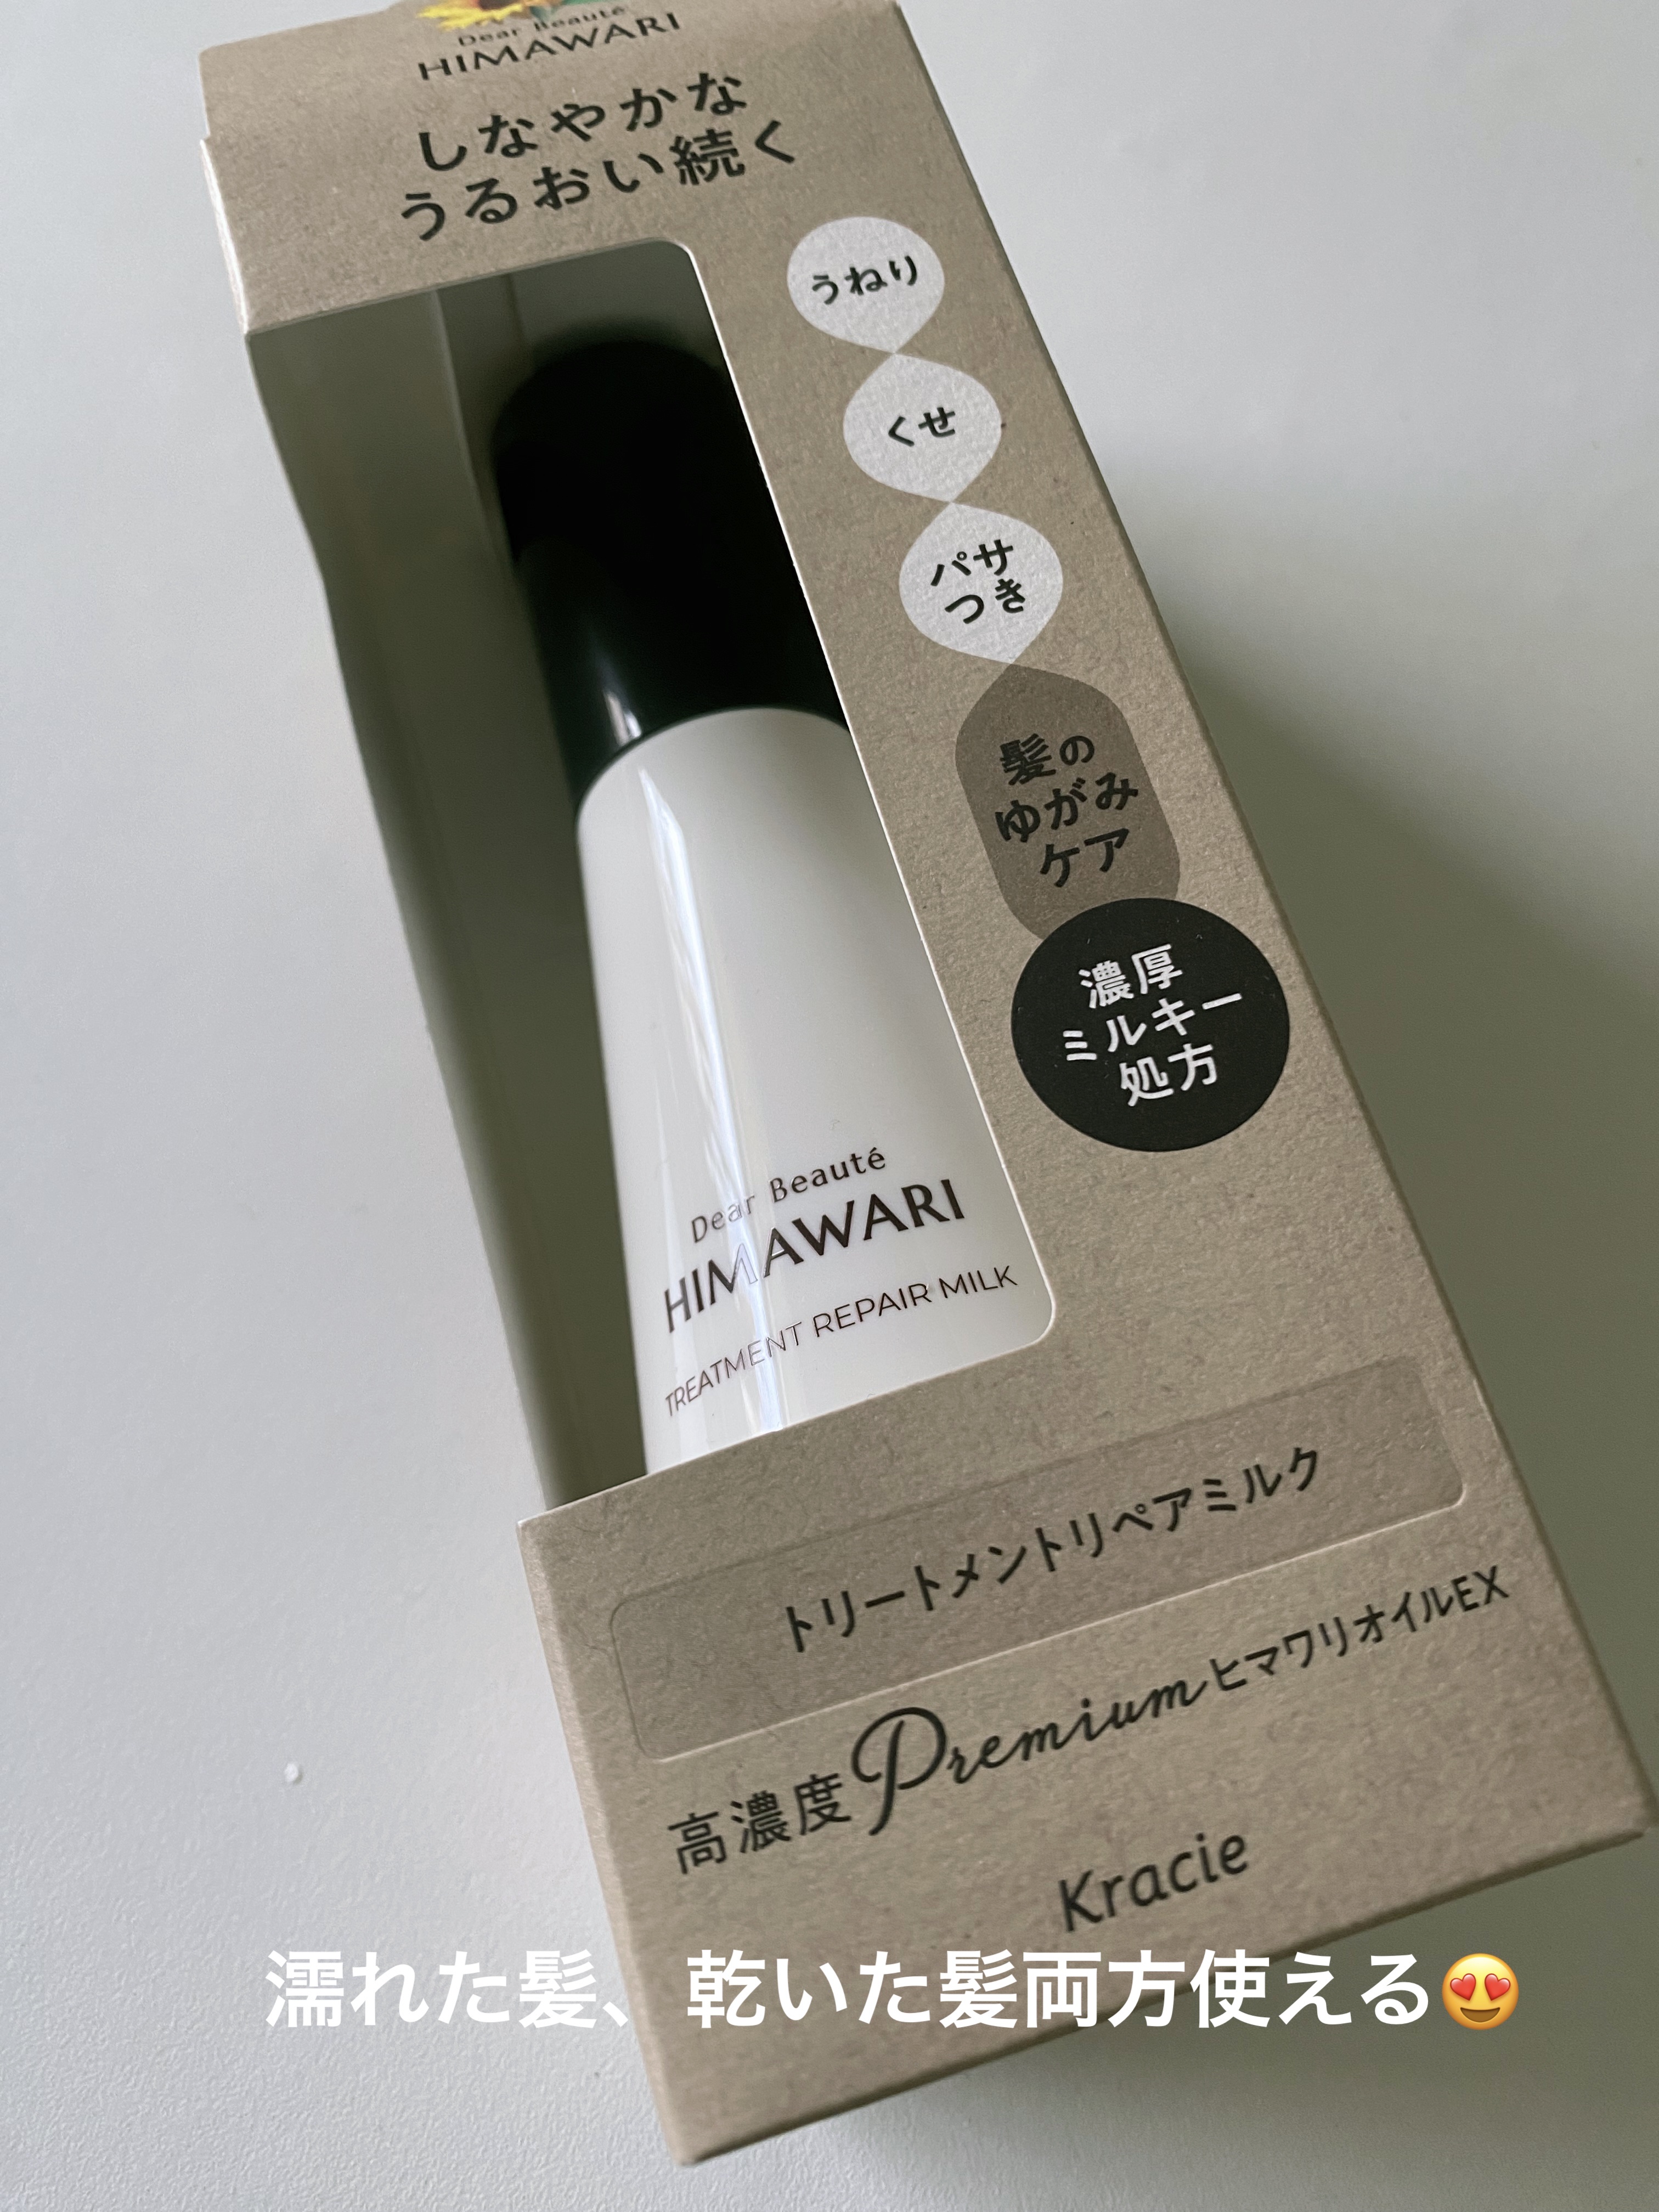 Dear Beauté
HIMAWARI
しなやかな
うるおい続く
うねり
くせ
パサ
つき
髪の
ゆがみ
ケア
濃厚
ミルキー
処方
Dear Beauté
HIMAWARI
TREATMENT REPAIR MILK
トリートメントリペアミルク
高濃度PremiumヒマワリオイルEX
Kracie
濡れた髪、乾いた髪両方使える😍